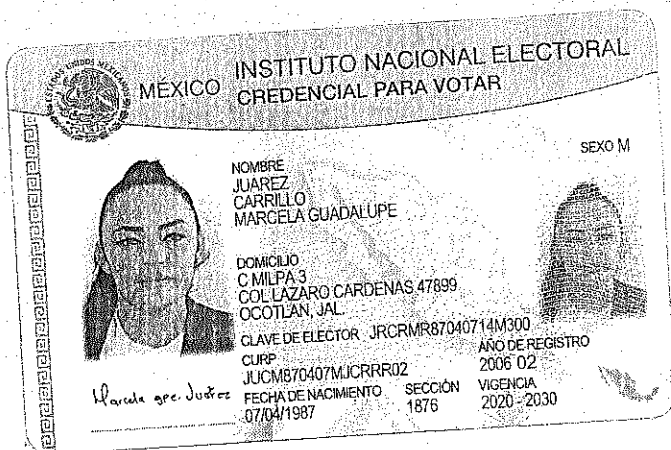 INSTITUTO NACIONAL ELECTORAL
MÉXICO CREDENCIAL PARA VOTAR
SEXO M
NOMBRE
JUAREZ
CARRILLO
MARCELA GUADALUPE
DOMICILIO
C MILPA 3
COL LAZARO CARDENAS 47899
OCOTLAN, JAL.
CLAVE DE ELECTOR JRCRMR87040714M300
CURP
JUCM870407MJCRRR02
AÑO DE REGISTRO
2006 02
FECHA DE NACIMIENTO
07/04/1987
SECCIÓN
1876
VIGENCIA
2020 - 2030
Marcela gpe. Juárez